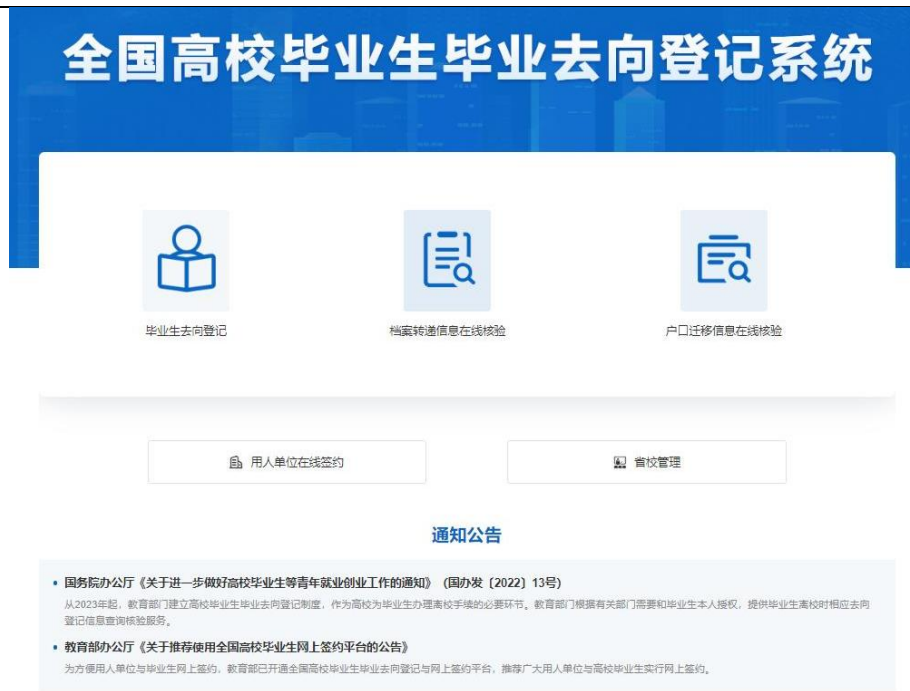 全国高校毕业生毕业去向登记系统
毕业生去向登记
档案转递信息在线核验
户口迁移信息在线核验
用人单位在线签约
省校管理
通知公告
• 国务院办公厅《关于进一步做好高校毕业生等青年就业创业工作的通知》（国办发〔2022〕13号）
从2023年起，教育部门建立高校毕业生毕业去向登记制度，作为高校为毕业生办理离校手续的必要环节。教育部门根据有关部门需要和毕业生本人授权，提供毕业生离校时相应去向
登记信息查询核验服务。
• 教育部办公厅《关于推荐使用全国高校毕业生网上签约平台的公告》
为方便用人单位与毕业生网上签约，教育部已开通全国高校毕业生毕业去向登记与网上签约平台，推荐广大用人单位与高校毕业生实行网上签约。